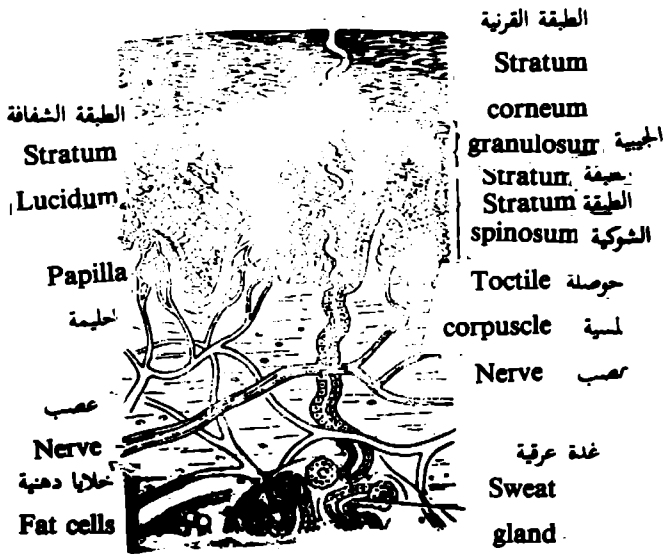 الطبقة القرنية
Stratum
corneum
granulosum الحبيبية
Stratum
Stratum الطبقة
spinosum الشوكية
Toctile حوصلة
corpuscle لمسية
Nerve عصب
غدة عرقية
Sweat
gland
الطبقة الشفافة
Stratum
Lucidum
Papilla
حليمة
عصب
Nerve
خلايا دهنية
Fat cells